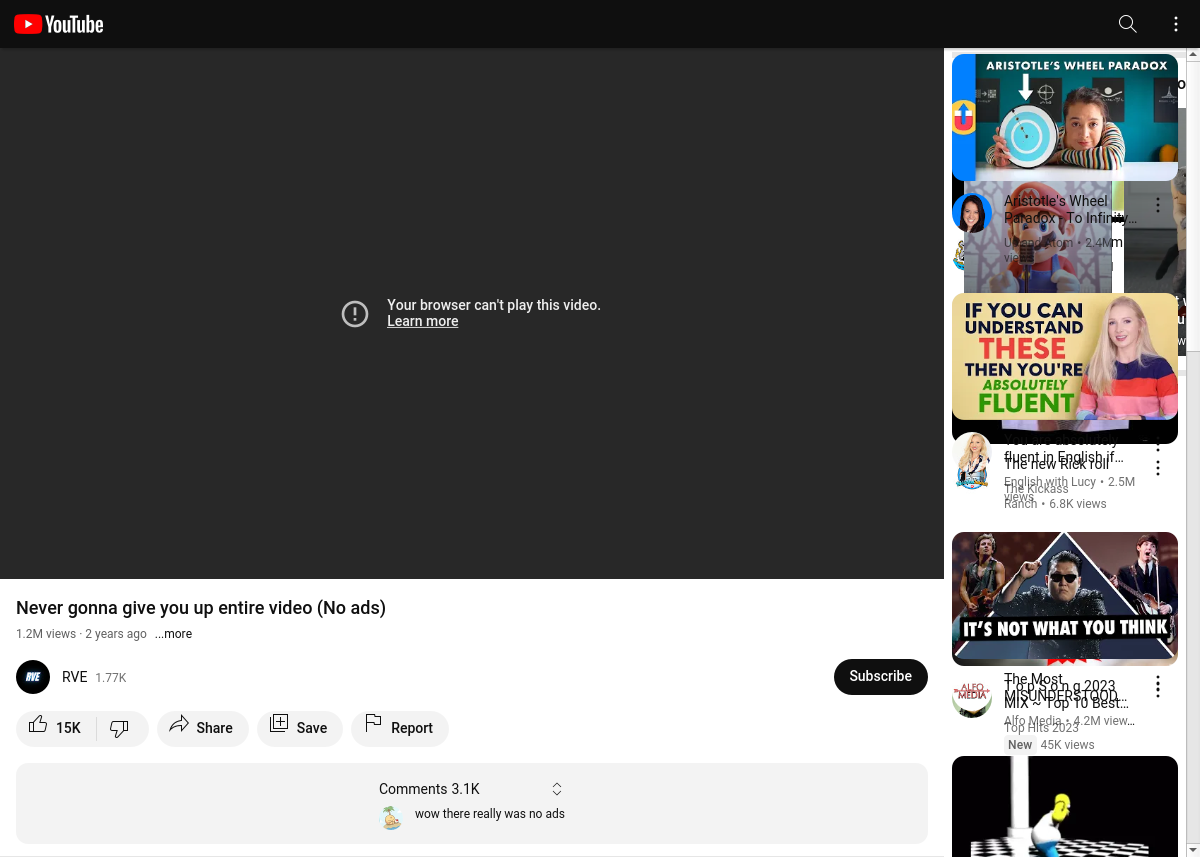 YouTube
Your browser can't play this video.
Learn more
Never gonna give you up entire video (No ads)
1.2M views · 2 years ago ...more
RVE
RVE 1.77K
Subscribe
15K
Share
Save
Report
Comments 3.1K
wow there really was no ads
ARISTOTLE'S WHEEL PARADOX
Aristotle's Wheel
Paradox - To Infinity…
Up and Atom • 2.4M
views
IF YOU CAN
UNDERSTAND
THESE
THEN YOU'RE
ABSOLUTELY
FLUENT
You are absolutely
fluent in English if…
The new Rick roll
English with Lucy • 2.5M
views
The Kickass
Ranch • 6.8K views
IT'S NOT WHAT YOU THINK
ALFO
MEDIA
The Most
T o p S o n g 2023
MISUNDERSTOOD…
MIX ~ Top 10 Best…
Alfo Media • 4.2M view…
Top Hits 2023
New 45K views